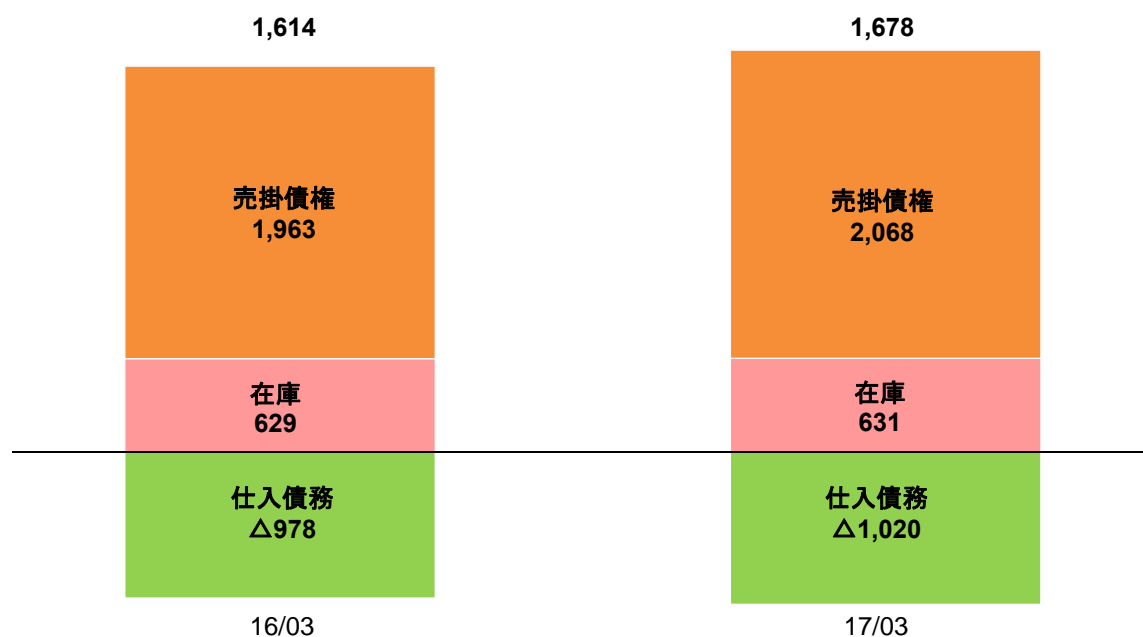 1,614
1,678
売掛債権
1,963
売掛債権
2,068
在庫
629
在庫
631
仕入債務
△978
仕入債務
△1,020
16/03
17/03